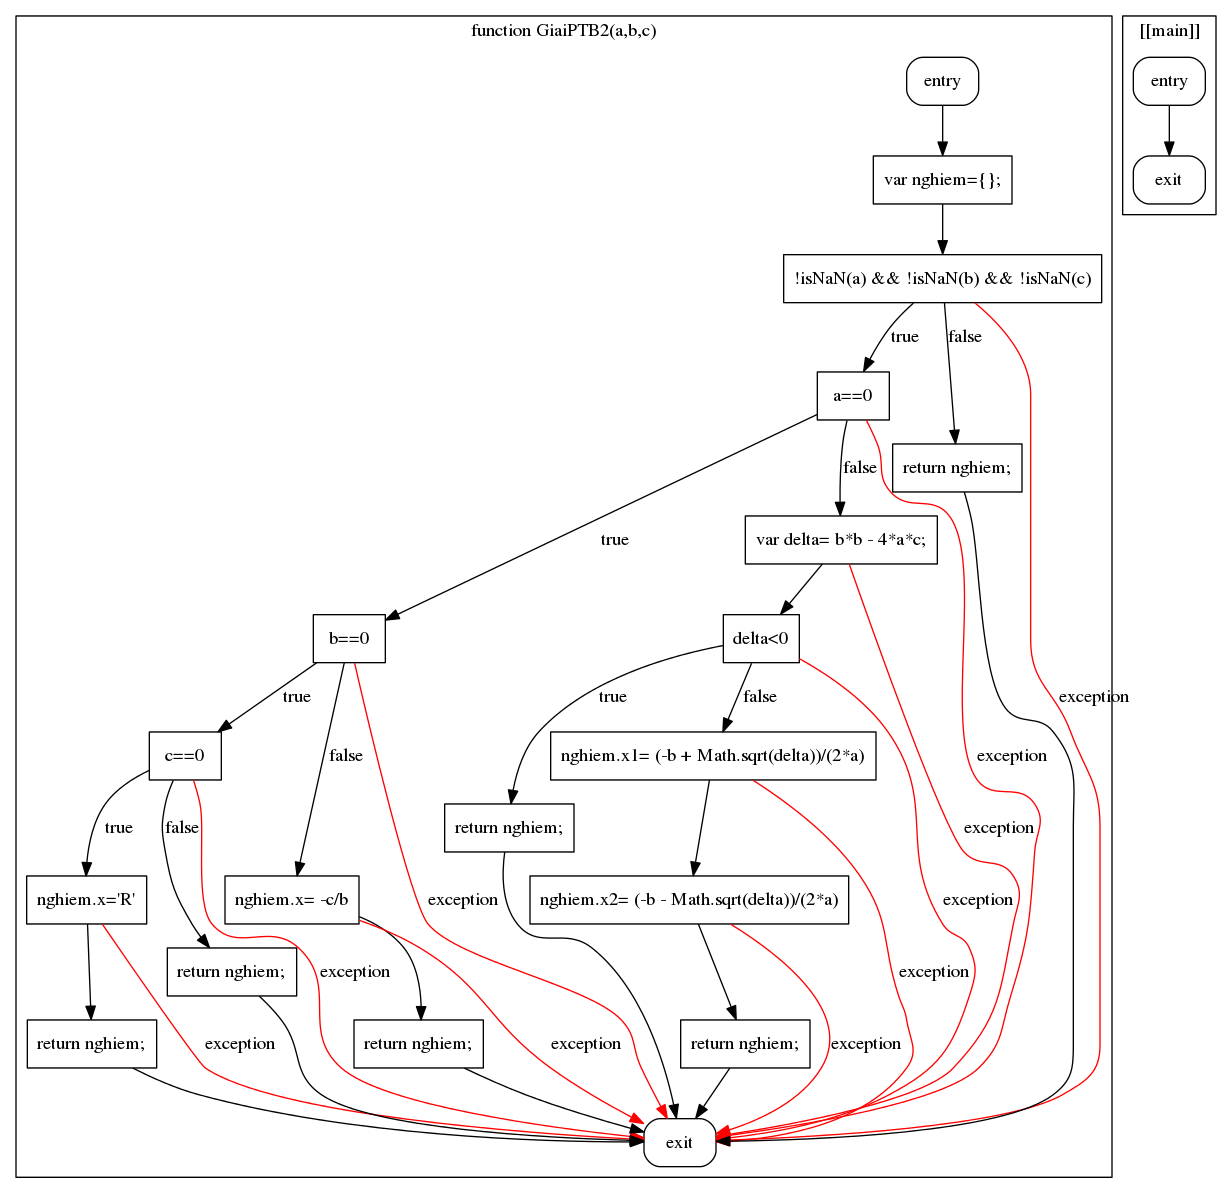 function GiaiPTB2(a,b,c)
[[main]]
entry
entry
var nghiem={};
exit
!isNaN(a) && !isNaN(b) && !isNaN(c)
true
false
a==0
false
return nghiem;
true
var delta= b*b - 4*a*c;
b==0
delta<0
true
true
false
exception
c==0
false
nghiem.x1= (-b + Math.sqrt(delta))/(2*a)
exception
true
false
return nghiem;
exception
nghiem.x='R'
nghiem.x= -c/b
exception
nghiem.x2= (-b - Math.sqrt(delta))/(2*a)
exception
return nghiem;
exception
exception
return nghiem;
exception
return nghiem;
exception
return nghiem;
exception
exit